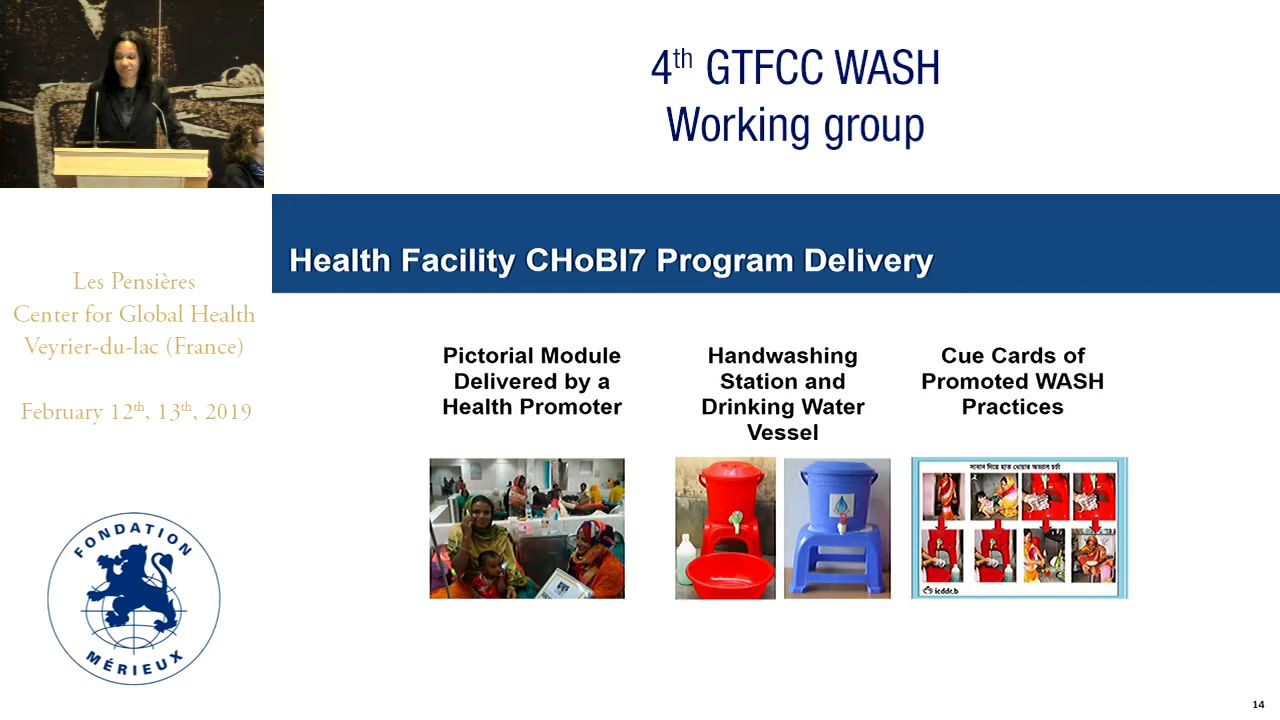 4th GTFCC WASH
Working group
Health Facility CHoBI7 Program Delivery
Les Pensières
Center for Global Health
Veyrier-du-lac (France)
February 12th, 13th, 2019
Pictorial Module
Delivered by a
Health Promoter
Handwashing
Station and
Drinking Water
Vessel
Cue Cards of
Promoted WASH
Practices
সাবান দিয়ে হাত ধোয়ার অভ্যাস চর্চা
icddr,b
FONDATION
MÉRIEUX
14